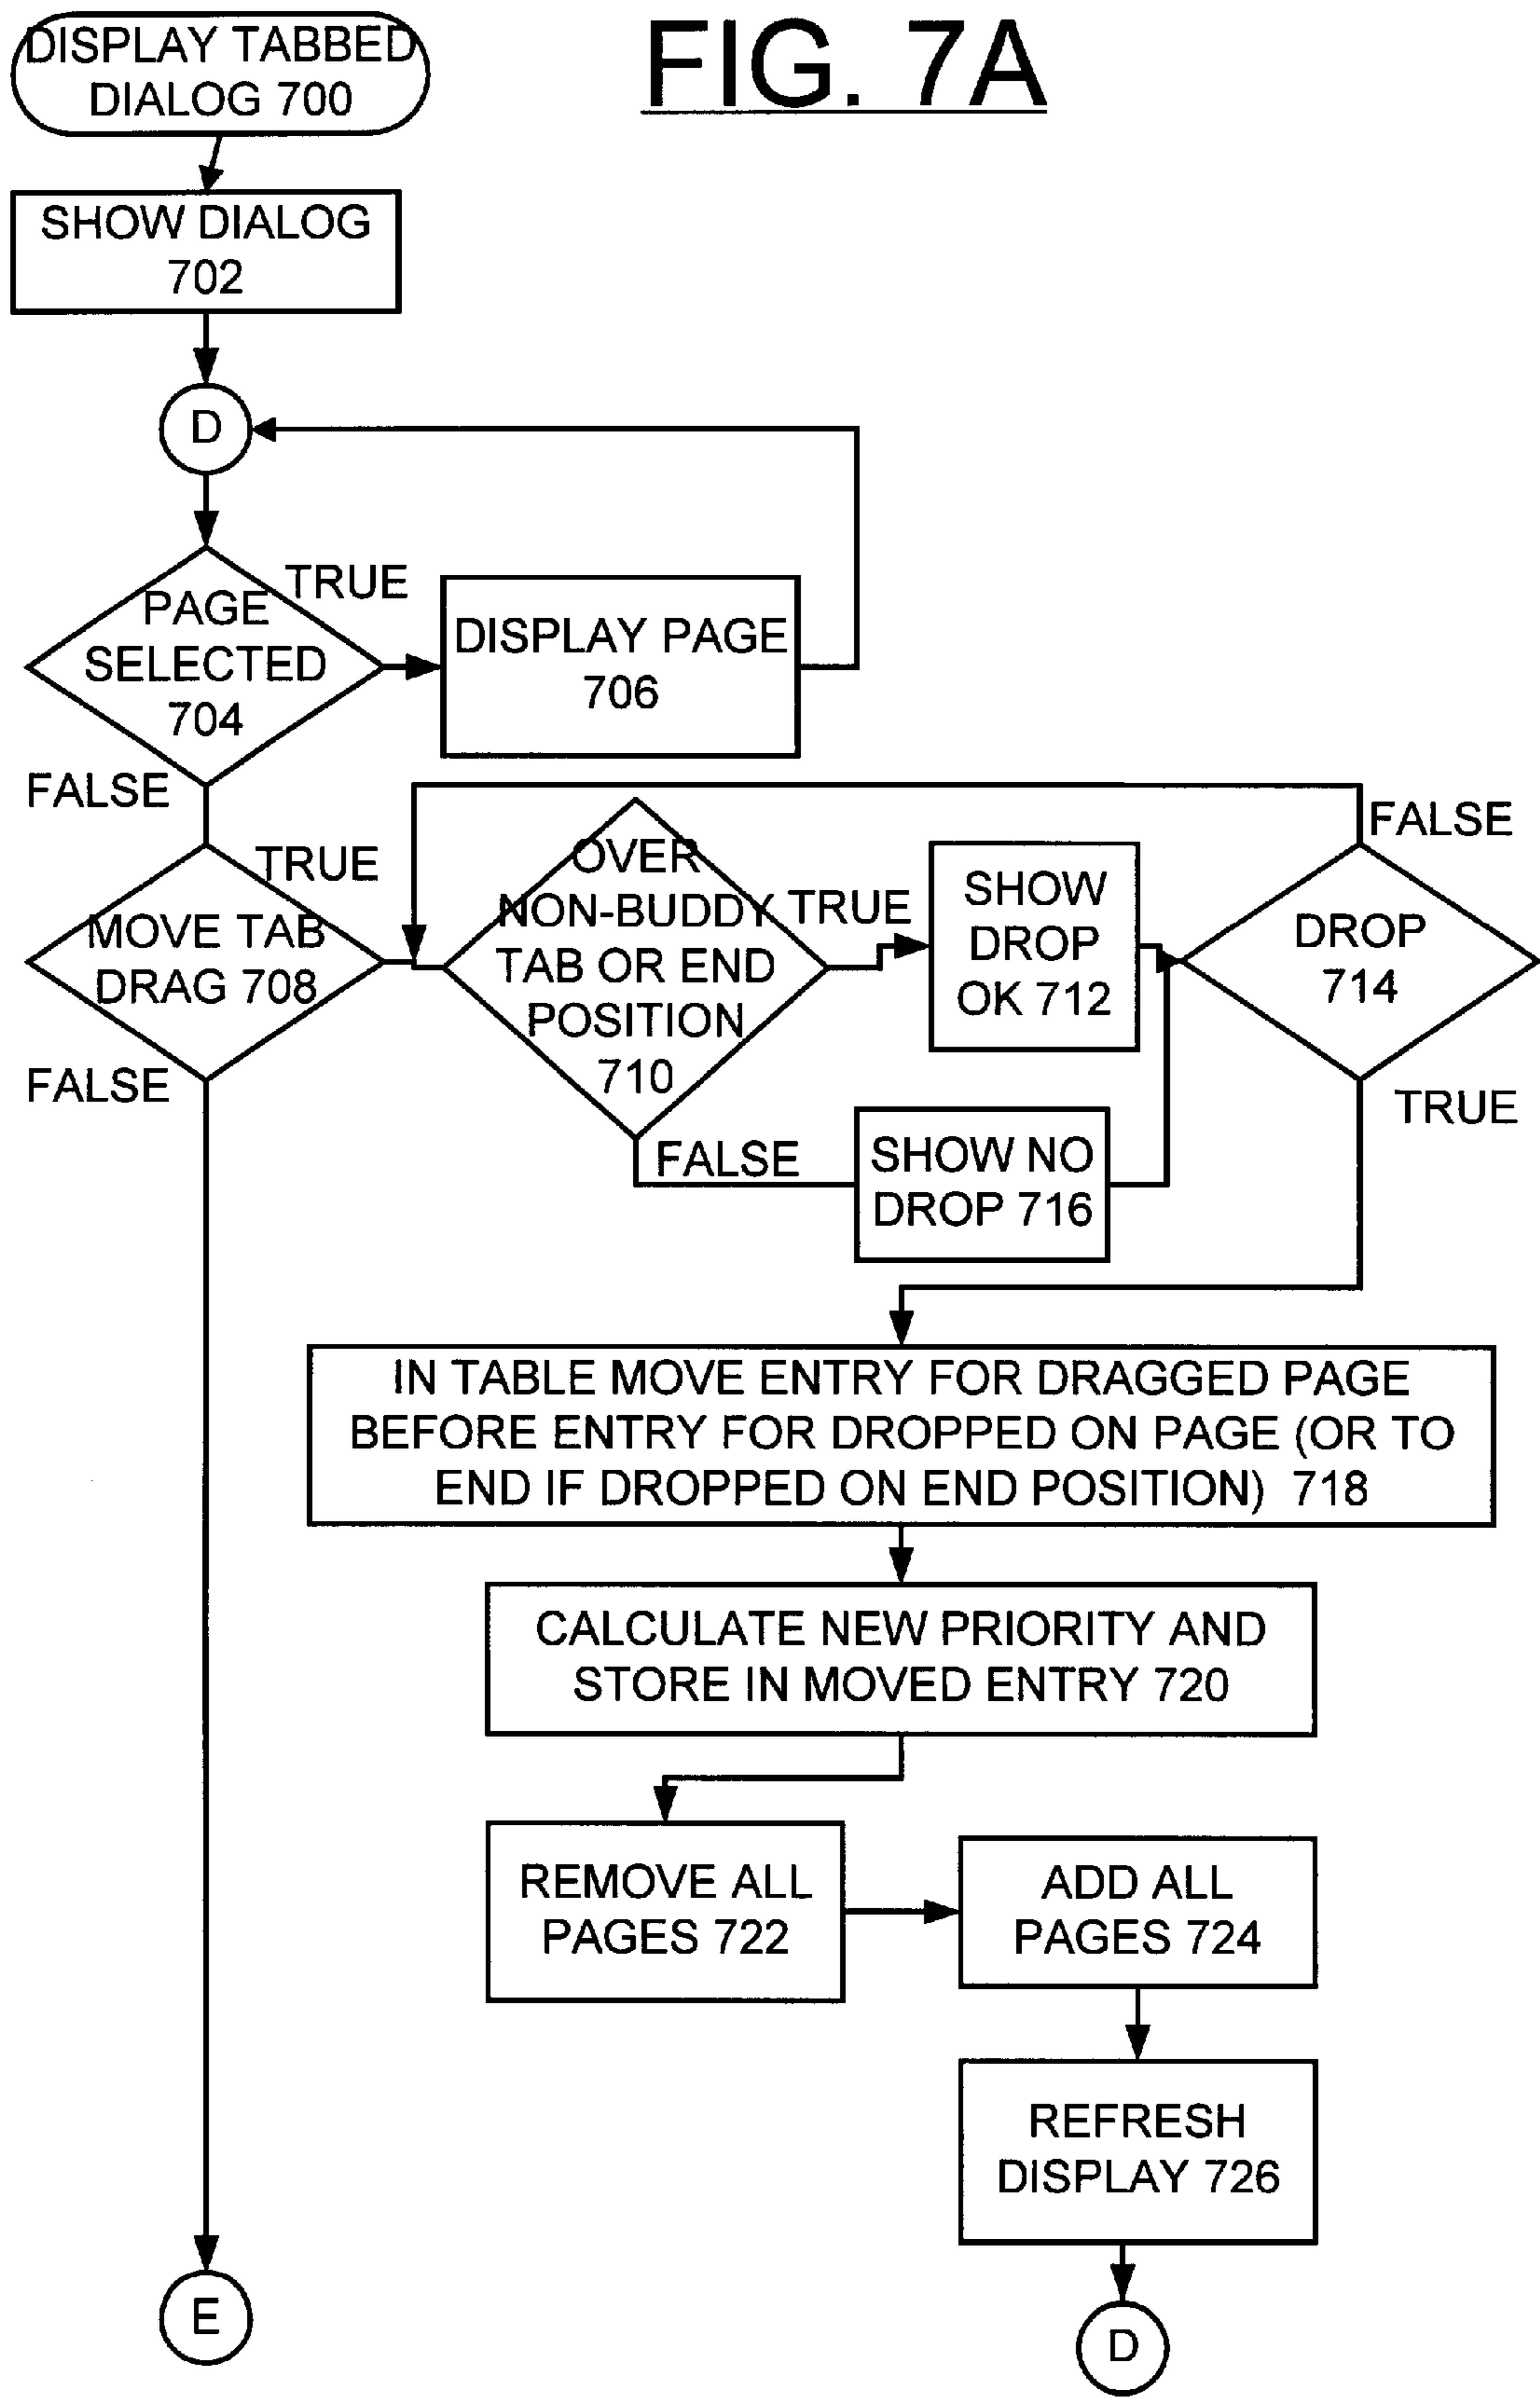 FIG. 7A
DISPLAY TABBED
DIALOG 700
SHOW DIALOG
702
D
PAGE
SELECTED
704
TRUE
FALSE
DISPLAY PAGE
706
MOVE TAB
DRAG 708
TRUE
FALSE
OVER
NON-BUDDY
TAB OR END
POSITION
710
TRUE
FALSE
SHOW
DROP
OK 712
SHOW NO
DROP 716
DROP
714
FALSE
TRUE
IN TABLE MOVE ENTRY FOR DRAGGED PAGE
BEFORE ENTRY FOR DROPPED ON PAGE (OR TO
END IF DROPPED ON END POSITION) 718
CALCULATE NEW PRIORITY AND
STORE IN MOVED ENTRY 720
REMOVE ALL
PAGES 722
ADD ALL
PAGES 724
REFRESH
DISPLAY 726
E
D